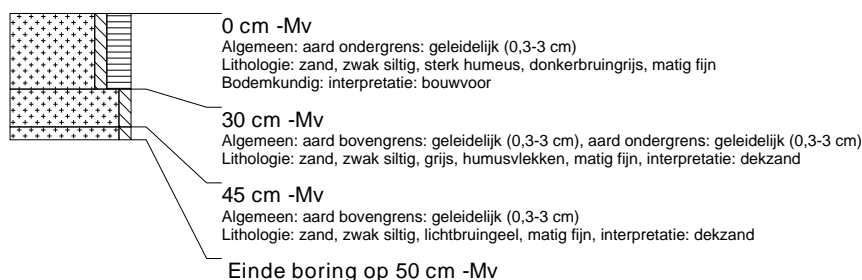 0 cm -Mv
Algemeen: aard ondergrens: geleidelijk (0,3-3 cm)
Lithologie: zand, zwak siltig, sterk humeus, donkerbruingrijs, matig fijn
Bodemkundig: interpretatie: bouwvoor
30 cm -Mv
Algemeen: aard bovengrens: geleidelijk (0,3-3 cm), aard ondergrens: geleidelijk (0,3-3 cm)
Lithologie: zand, zwak siltig, grijs, humusvlekken, matig fijn, interpretatie: dekzand
45 cm -Mv
Algemeen: aard bovengrens: geleidelijk (0,3-3 cm)
Lithologie: zand, zwak siltig, lichtbruingeel, matig fijn, interpretatie: dekzand
Einde boring op 50 cm -Mv